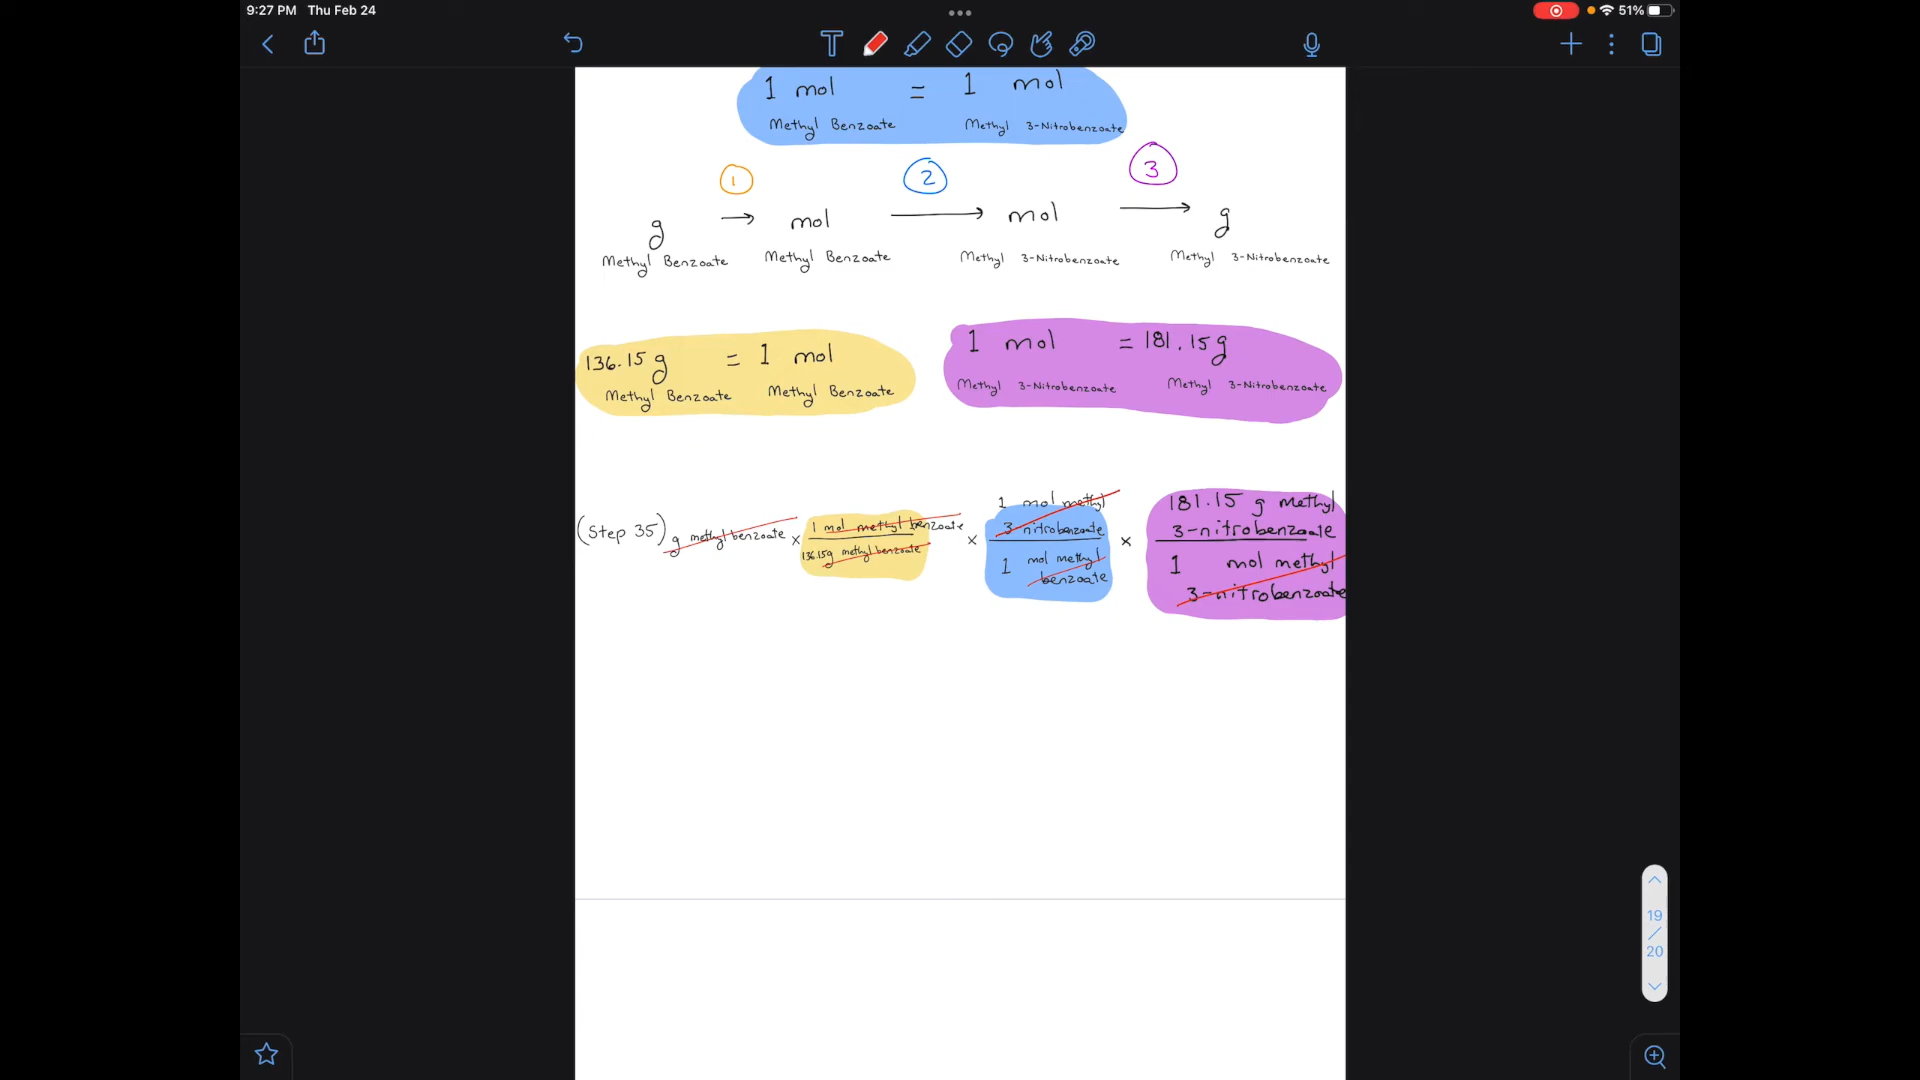 9:27 PM Thu Feb 24
51%
1 mol = 1 mol
Methyl Benzoate Methyl 3-Nitrobenzoate
1 2 3
g → mol → mol → g
Methyl Benzoate Methyl Benzoate Methyl 3-Nitrobenzoate Methyl 3-Nitrobenzoate
136.15 g = 1 mol
Methyl Benzoate Methyl Benzoate
1 mol = 181.15 g
Methyl 3-Nitrobenzoate Methyl 3-Nitrobenzoate
(Step 35) g methyl benzoate ×
1 mol methyl benzoate
136.15g methyl benzoate
×
1 mol methyl
3 nitrobenzoate
1 mol methyl
benzoate
×
181.15 g methyl
3-nitrobenzoate
1 mol methyl
3-nitrobenzoate
19
/
20